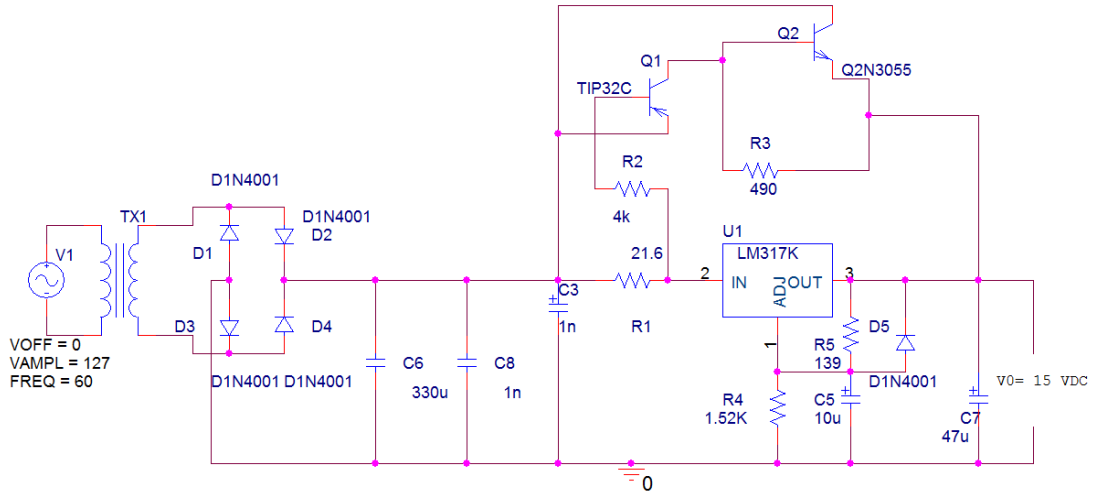 Q2
Q1
Q2N3055
TIP32C
R3
490
R2
4k
D1N4001
D1N4001
TX1
D2
D1
V1
U1
LM317K
21.6
2
IN
ADJ
OUT
3
C3
1n
R1
1
D3
D4
D5
R5
139
VOFF = 0
VAMPL = 127
FREQ = 60
C6
330u
C8
1n
D1N4001
D1N4001
D1N4001
V0= 15 VDC
R4
1.52K
C5
10u
C7
47u
0